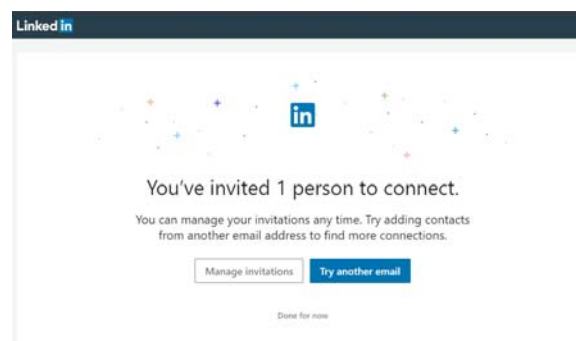 Linked in
in
You've invited 1 person to connect.
You can manage your invitations any time. Try adding contacts
from another email address to find more connections.
Manage invitations Try another email
Done for now